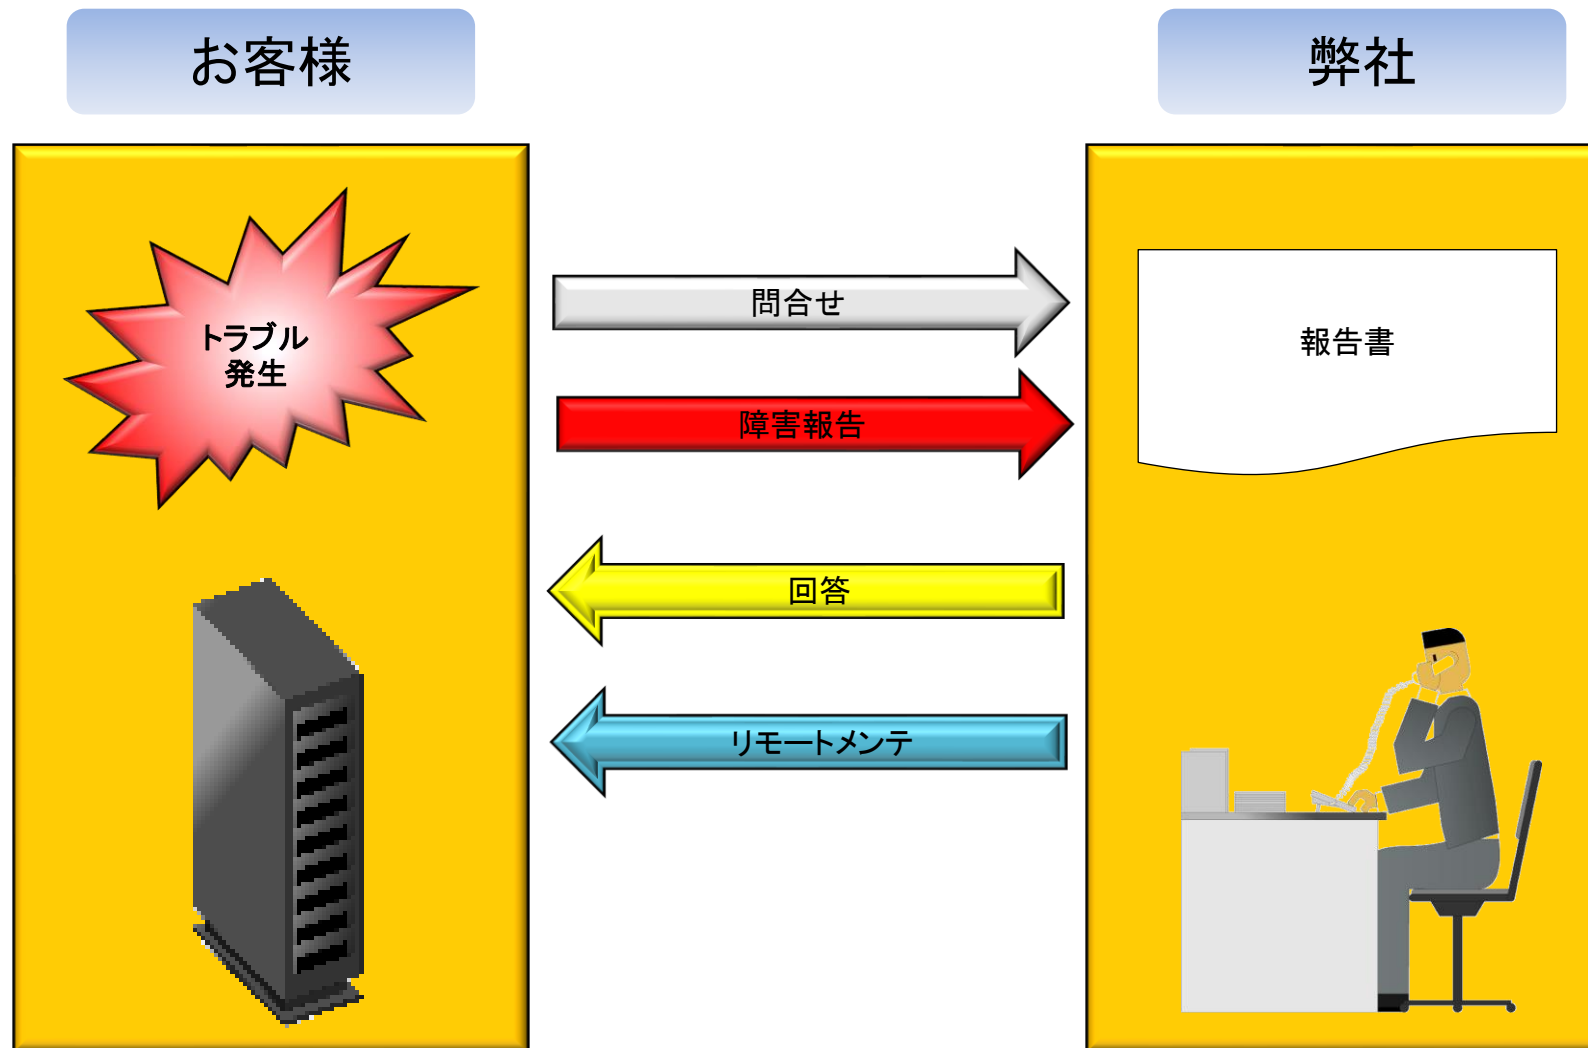 お客様
弊社
トラブル
発生
問合せ
報告書
障害報告
回答
リモートメンテ